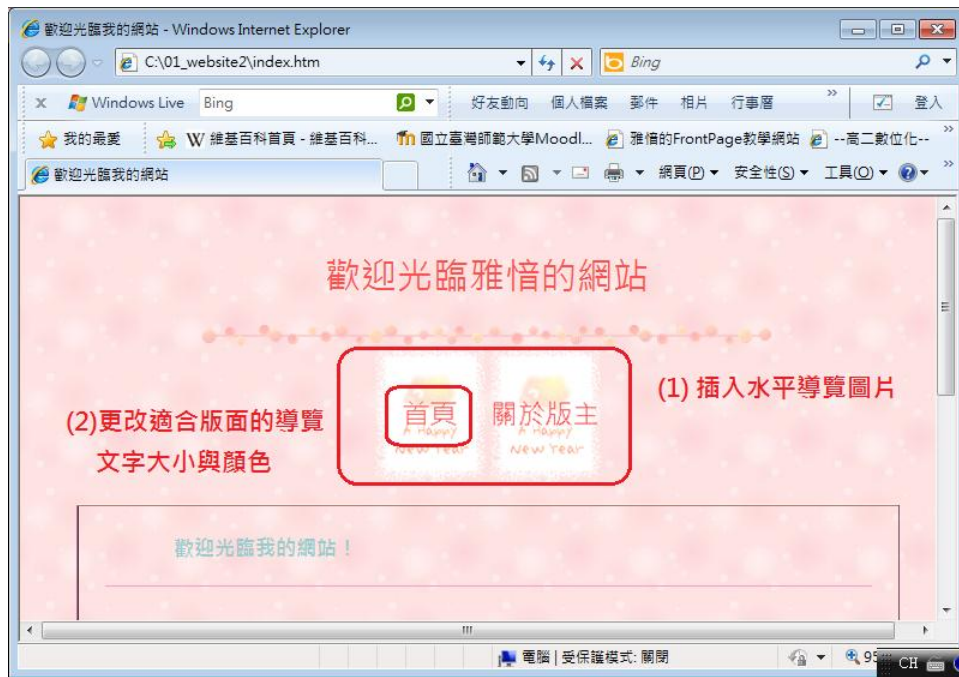 歡迎光臨我的網站 - Windows Internet Explorer
C:\01_website2\index.htm
Bing
x Windows Live Bing 好友動向 個人檔案 郵件 相片 行事曆 » 登入
我的最愛 W 維基百科首頁 - 維基百科... 國立臺灣師範大學Moodl... 雅愔的FrontPage教學網站 --高二數位化-- »
歡迎光臨我的網站 網頁(P) 安全性(S) 工具(O) »
歡迎光臨雅愔的網站
(1) 插入水平導覽圖片
(2)更改適合版面的導覽
文字大小與顏色
首頁 關於版主
A Happy A Happy
New Year New Year
歡迎光臨我的網站！
電腦 | 受保護模式: 關閉
CH